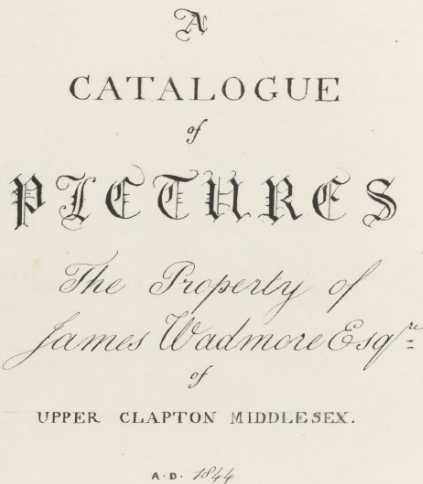 A
CATALOGUE
of
PICTURES
The Property of
James Wadmore Esqre
of
UPPER CLAPTON MIDDLESEX.
A.D. 1844